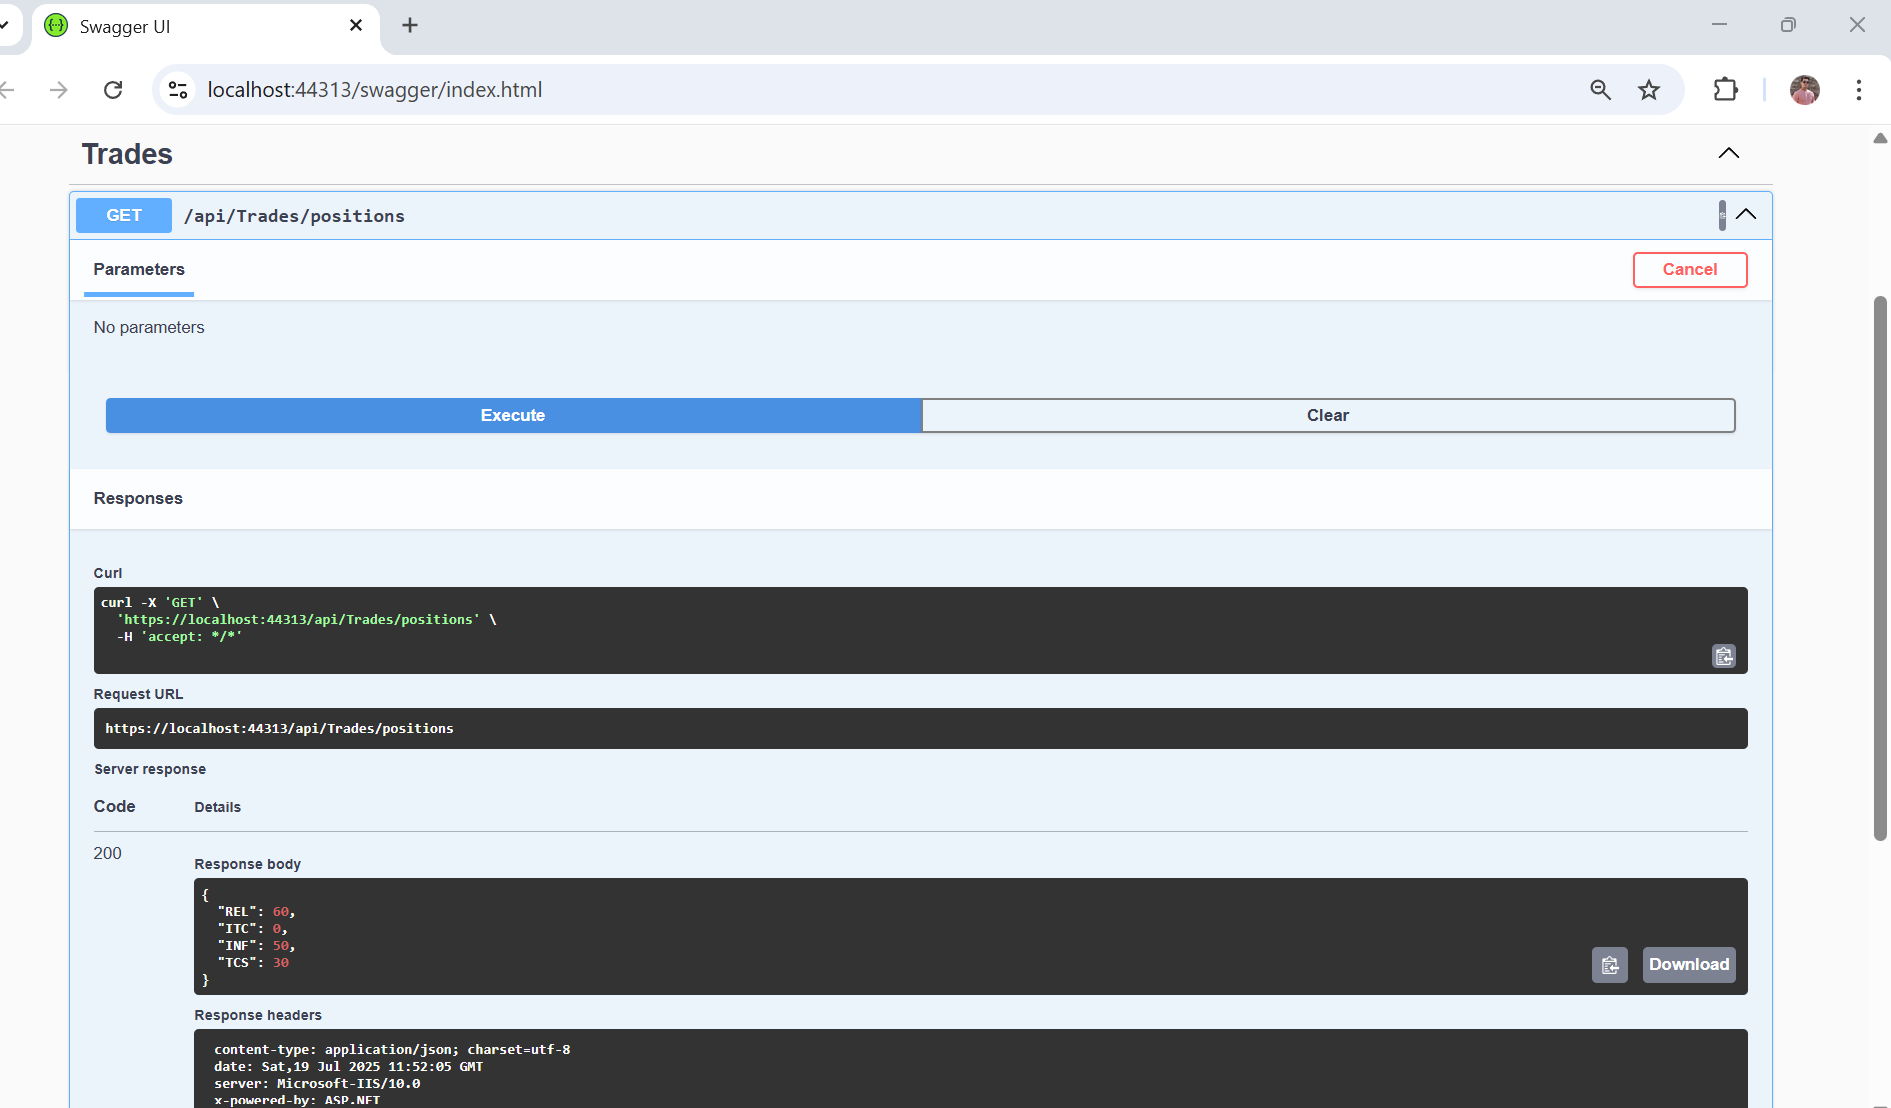 Swagger UI
localhost:44313/swagger/index.html
Trades
GET /api/Trades/positions
Parameters
Cancel
No parameters
Execute
Clear
Responses
Curl
curl -X 'GET' \
'https://localhost:44313/api/Trades/positions' \
-H 'accept: */*'
Request URL
https://localhost:44313/api/Trades/positions
Server response
Code Details
200
Response body
{
"REL": 60,
"ITC": 0,
"INF": 50,
"TCS": 30
}
Download
Response headers
content-type: application/json; charset=utf-8
date: Sat,19 Jul 2025 11:52:05 GMT
server: Microsoft-IIS/10.0
x-powered-by: ASP.NET